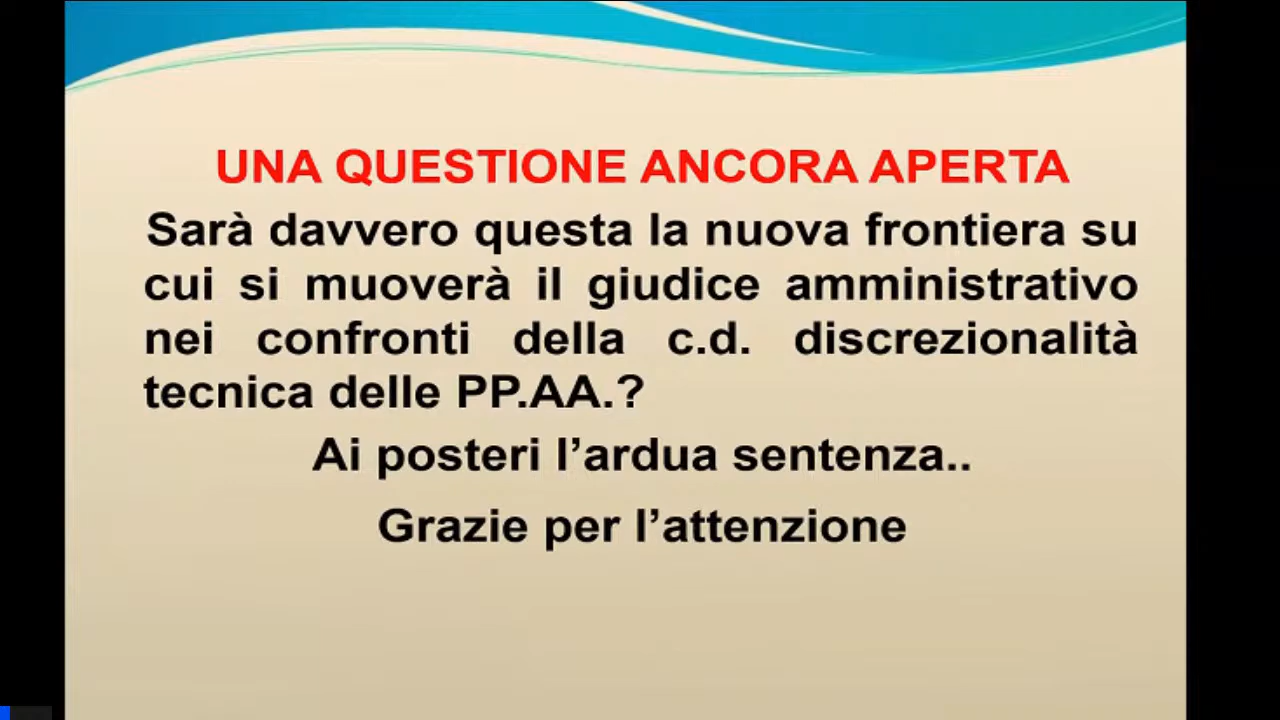 UNA QUESTIONE ANCORA APERTA
Sarà davvero questa la nuova frontiera su
cui si muoverà il giudice amministrativo
nei confronti della c.d. discrezionalità
tecnica delle PP.AA.?
Ai posteri l’ardua sentenza..
Grazie per l’attenzione